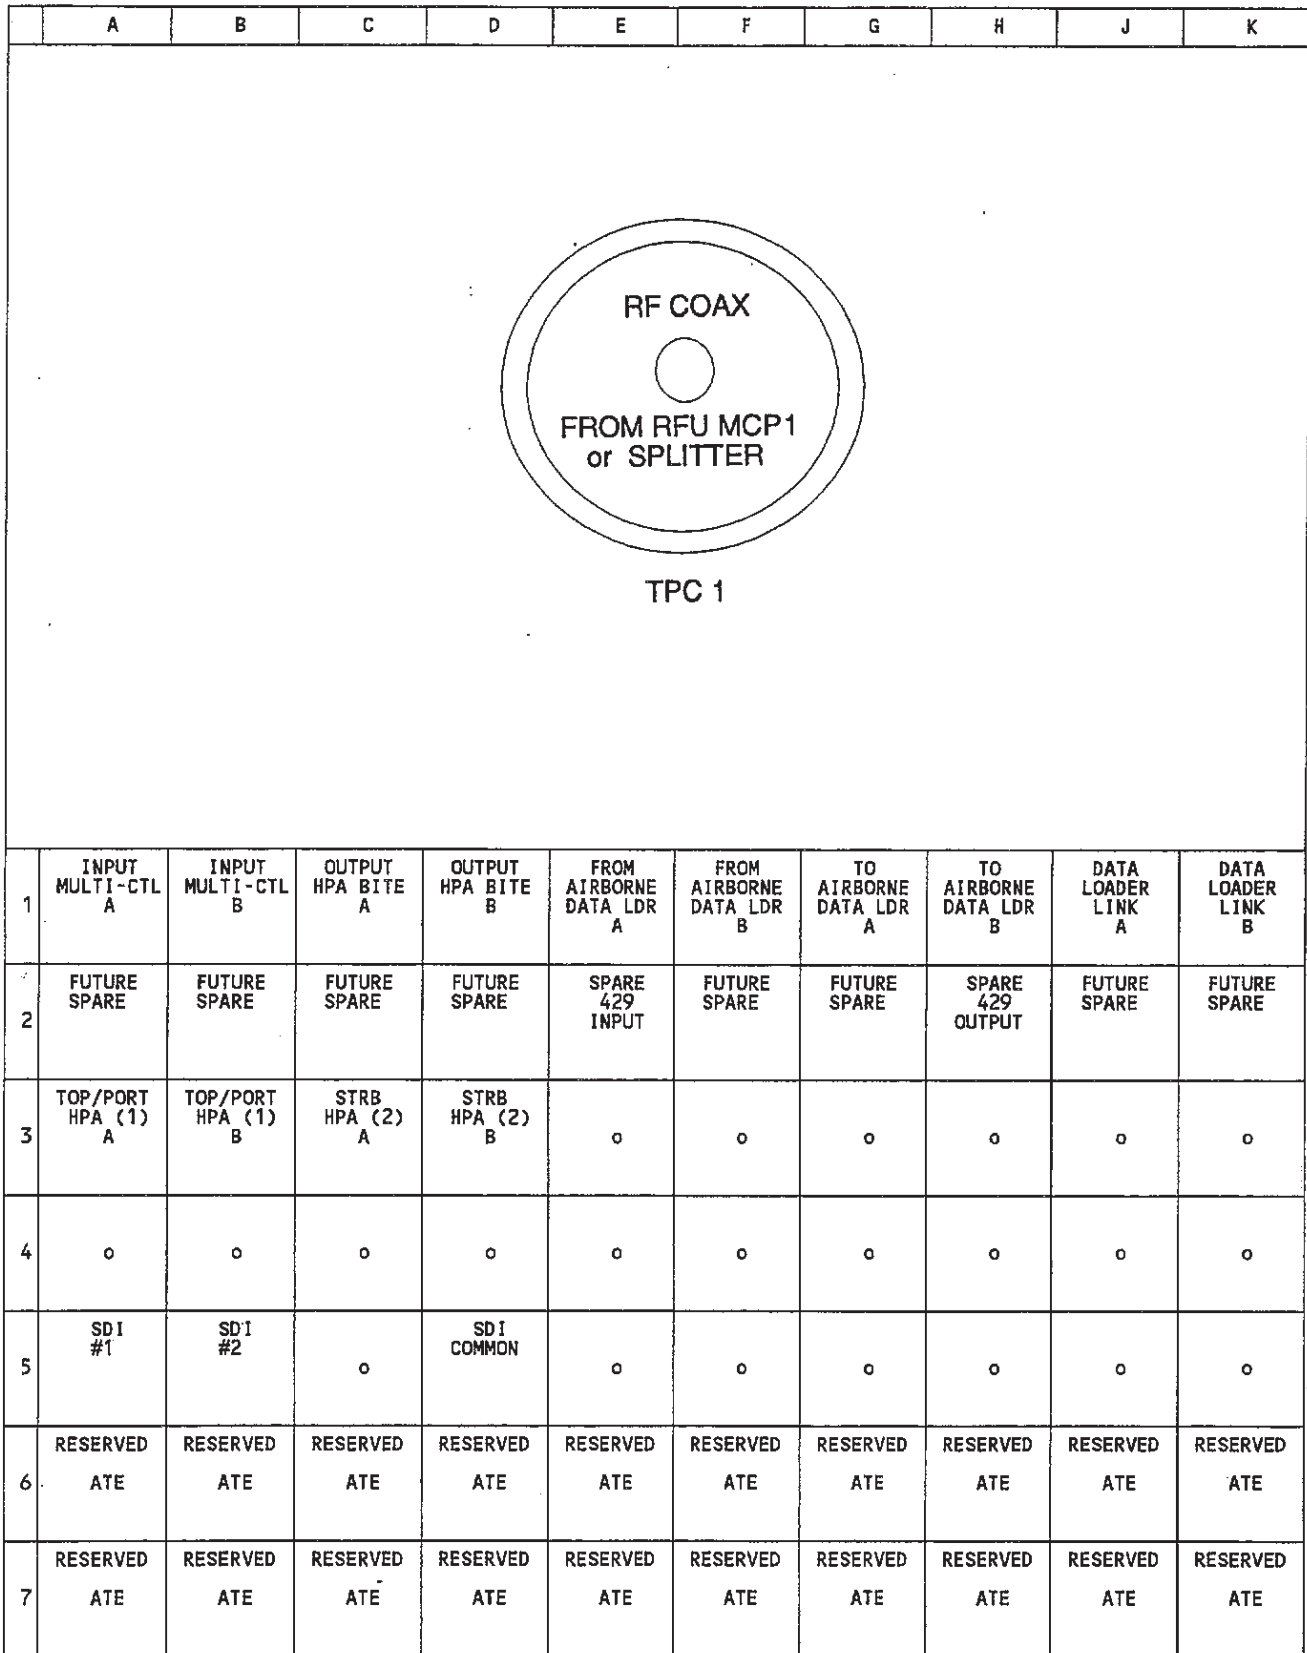 A B C D E F G H J K
RF COAX
FROM RFU MCP1
or SPLITTER
TPC 1
1
INPUT MULTI-CTL A
INPUT MULTI-CTL B
OUTPUT HPA BITE A
OUTPUT HPA BITE B
FROM AIRBORNE DATA LDR A
FROM AIRBORNE DATA LDR B
TO AIRBORNE DATA LDR A
TO AIRBORNE DATA LDR B
DATA LOADER LINK A
DATA LOADER LINK B
2
FUTURE SPARE
FUTURE SPARE
FUTURE SPARE
FUTURE SPARE
SPARE 429 INPUT
FUTURE SPARE
FUTURE SPARE
SPARE 429 OUTPUT
FUTURE SPARE
FUTURE SPARE
3
TOP/PORT HPA (1) A
TOP/PORT HPA (1) B
STRB HPA (2) A
STRB HPA (2) B
o o o o o o
4
o o o o o o o o o o
5
SDI #1
SDI #2
o
SDI COMMON
o o o o o o
6
RESERVED ATE
RESERVED ATE
RESERVED ATE
RESERVED ATE
RESERVED ATE
RESERVED ATE
RESERVED ATE
RESERVED ATE
RESERVED ATE
RESERVED ATE
7
RESERVED ATE
RESERVED ATE
RESERVED ATE
RESERVED ATE
RESERVED ATE
RESERVED ATE
RESERVED ATE
RESERVED ATE
RESERVED ATE
RESERVED ATE